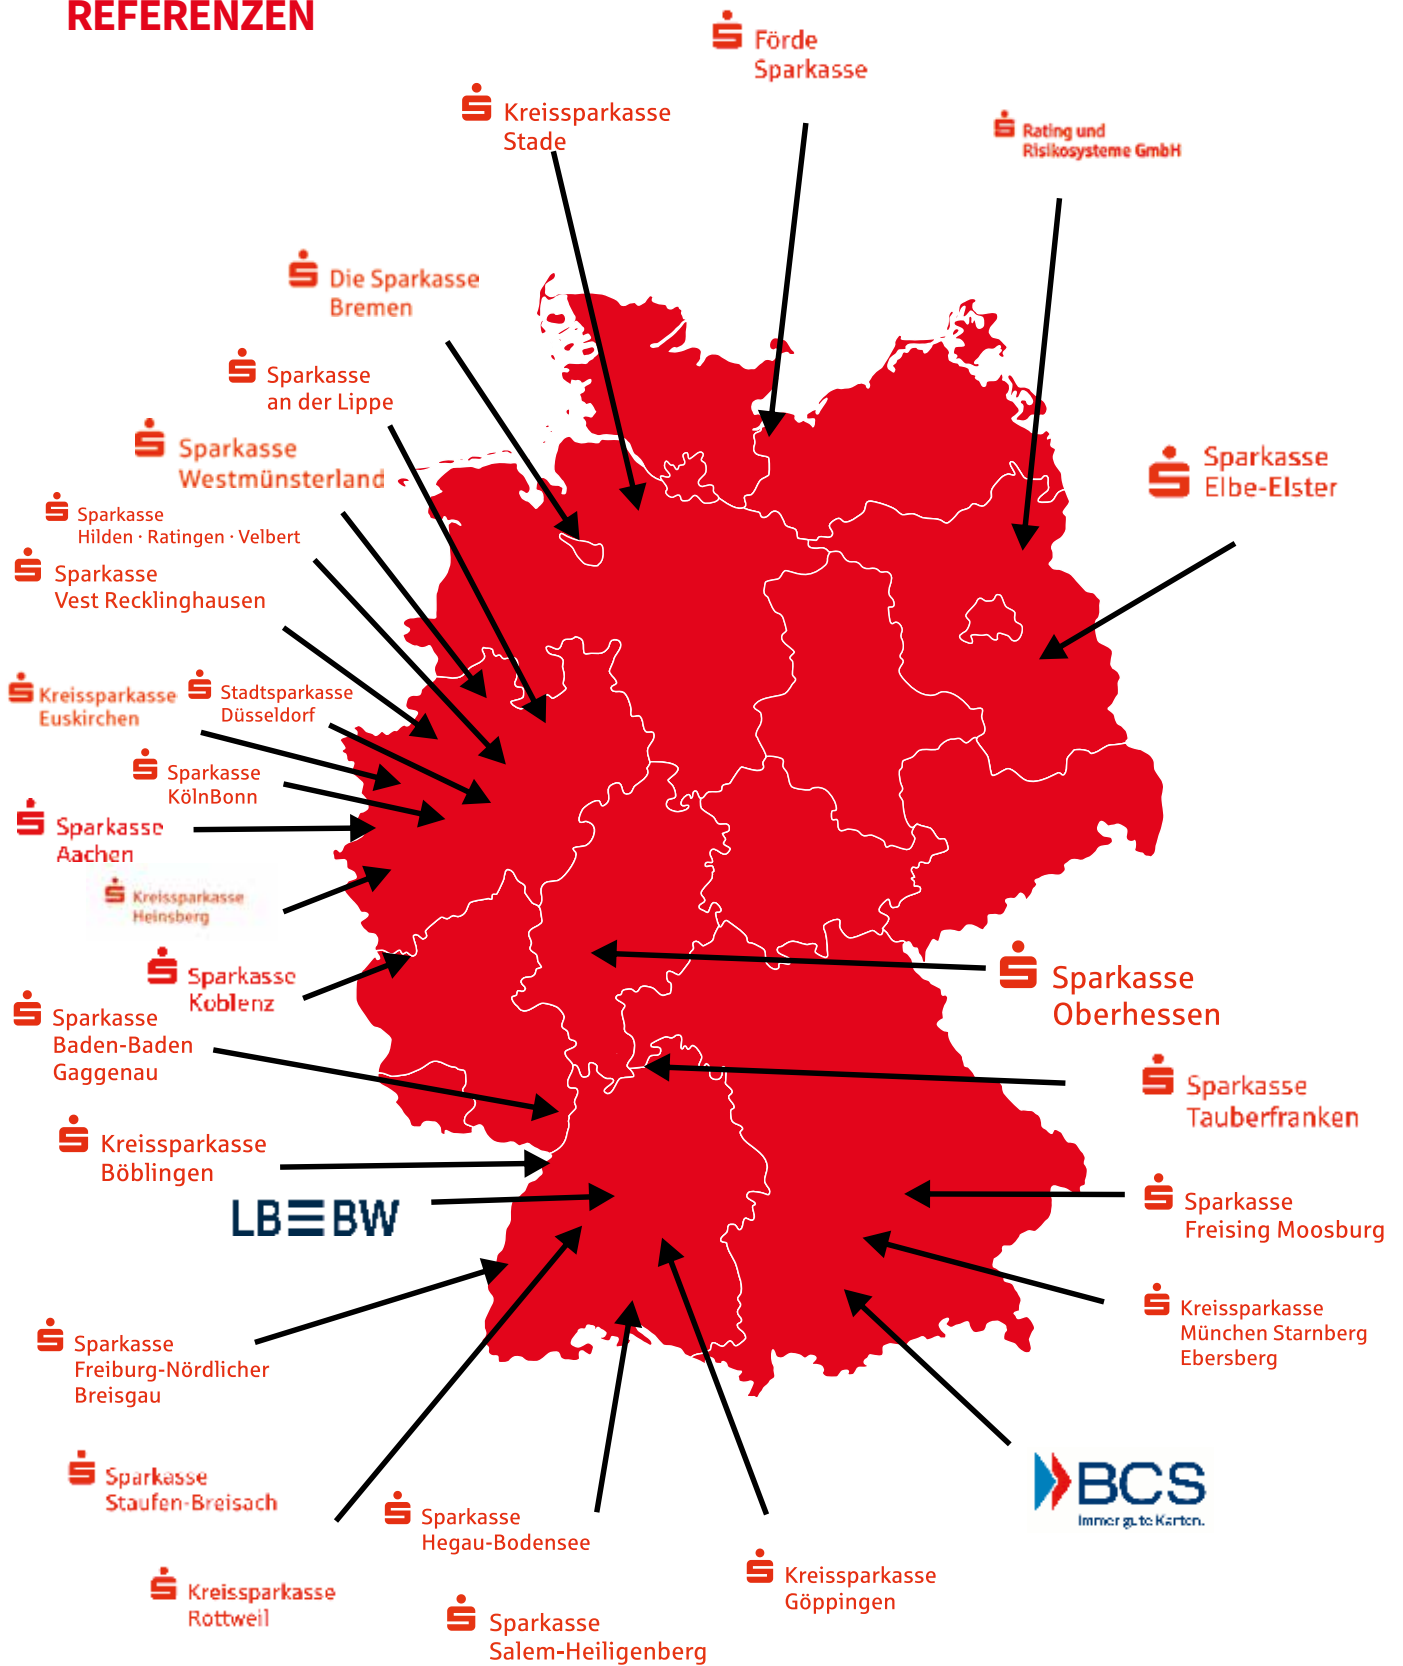 REFERENZEN
Förde
Sparkasse
Kreissparkasse
Stade
Rating und
Risikosysteme GmbH
Die Sparkasse
Bremen
Sparkasse
an der Lippe
Sparkasse
Westmünsterland
Sparkasse
Elbe-Elster
Sparkasse
Hilden · Ratingen · Velbert
Sparkasse
Vest Recklinghausen
Kreissparkasse
Euskirchen
Stadtsparkasse
Düsseldorf
Sparkasse
KölnBonn
Sparkasse
Aachen
Kreissparkasse
Heinsberg
Sparkasse
Koblenz
Sparkasse
Oberhessen
Sparkasse
Baden-Baden
Gaggenau
Sparkasse
Tauberfranken
Kreissparkasse
Böblingen
LBBW
Sparkasse
Freising Moosburg
Kreissparkasse
München Starnberg
Ebersberg
Sparkasse
Freiburg-Nördlicher
Breisgau
BCS
Immer gute Karten.
Sparkasse
Staufen-Breisach
Sparkasse
Hegau-Bodensee
Kreissparkasse
Göppingen
Kreissparkasse
Rottweil
Sparkasse
Salem-Heiligenberg